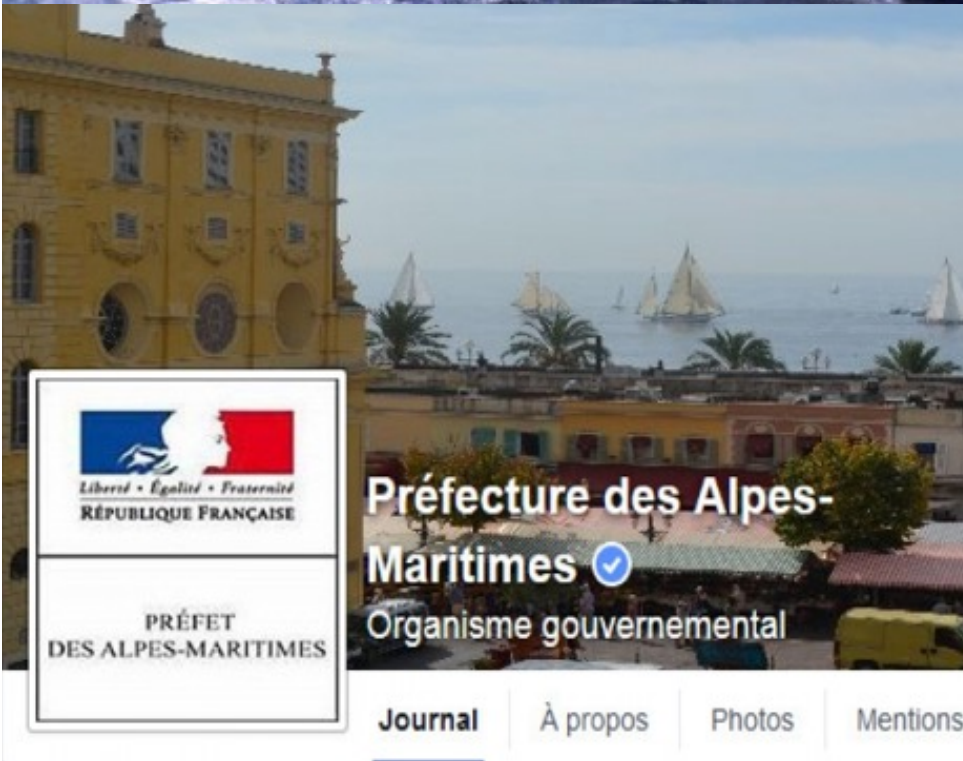 Liberté • Égalité • Fraternité
RÉPUBLIQUE FRANÇAISE
PRÉFET
DES ALPES-MARITIMES
Préfecture des Alpes-
Maritimes
Organisme gouvernemental
Journal À propos Photos Mentions